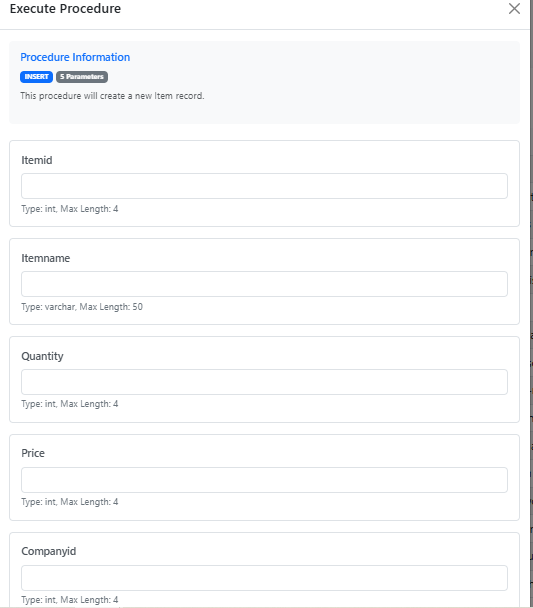 Execute Procedure
Procedure Information
INSERT 5 Parameters
This procedure will create a new Item record.
Itemid
Type: int, Max Length: 4
Itemname
Type: varchar, Max Length: 50
Quantity
Type: int, Max Length: 4
Price
Type: int, Max Length: 4
Companyid
Type: int, Max Length: 4